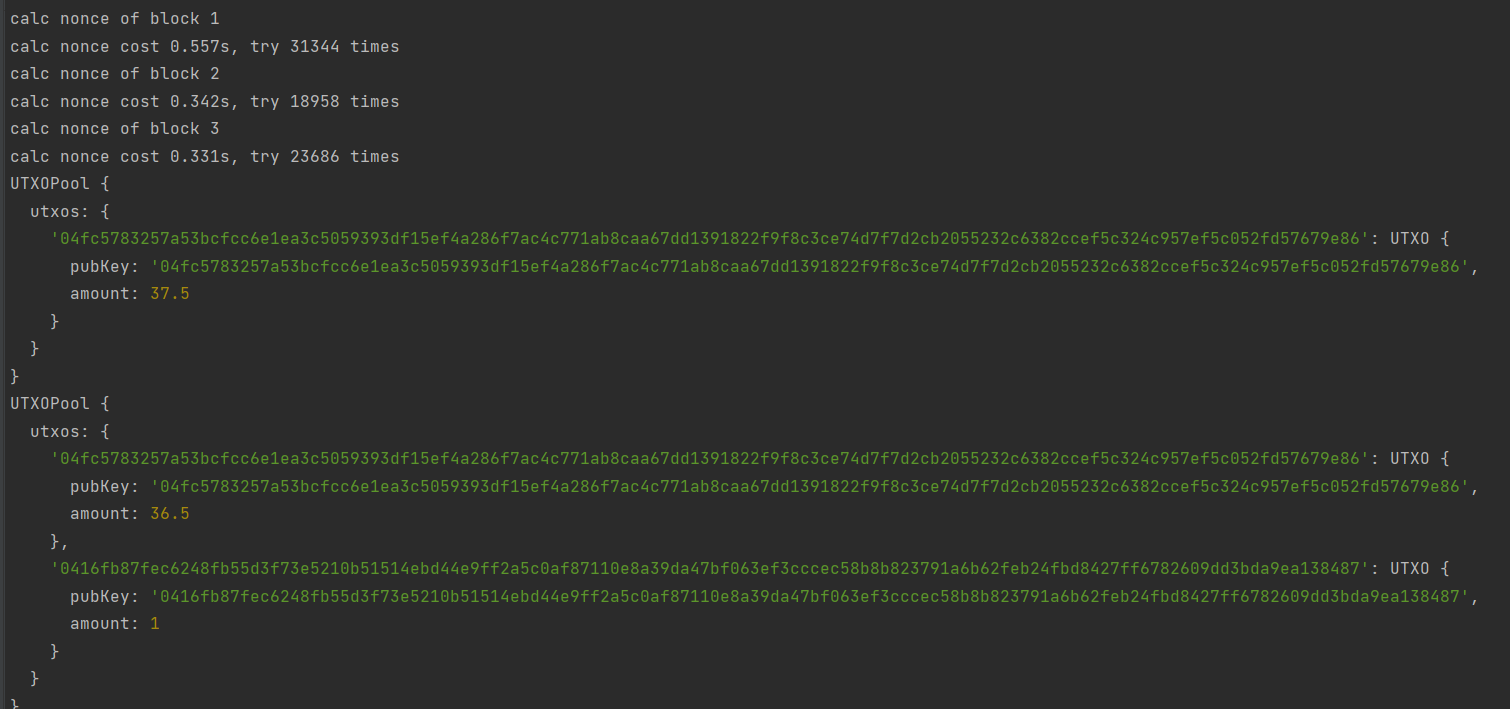 calc nonce of block 1
calc nonce cost 0.557s, try 31344 times
calc nonce of block 2
calc nonce cost 0.342s, try 18958 times
calc nonce of block 3
calc nonce cost 0.331s, try 23686 times
UTXOPool {
  utxos: {
    '04fc5783257a53bcfcc6e1ea3c5059393df15ef4a286f7ac4c771ab8caa67dd1391822f9f8c3ce74d7f7d2cb2055232c6382ccef5c324c957ef5c052fd57679e86': UTXO {
      pubKey: '04fc5783257a53bcfcc6e1ea3c5059393df15ef4a286f7ac4c771ab8caa67dd1391822f9f8c3ce74d7f7d2cb2055232c6382ccef5c324c957ef5c052fd57679e86',
      amount: 37.5
    }
  }
}
UTXOPool {
  utxos: {
    '04fc5783257a53bcfcc6e1ea3c5059393df15ef4a286f7ac4c771ab8caa67dd1391822f9f8c3ce74d7f7d2cb2055232c6382ccef5c324c957ef5c052fd57679e86': UTXO {
      pubKey: '04fc5783257a53bcfcc6e1ea3c5059393df15ef4a286f7ac4c771ab8caa67dd1391822f9f8c3ce74d7f7d2cb2055232c6382ccef5c324c957ef5c052fd57679e86',
      amount: 36.5
    },
    '0416fb87fec6248fb55d3f73e5210b51514ebd44e9ff2a5c0af87110e8a39da47bf063ef3cccec58b8b823791a6b62feb24fbd8427ff6782609dd3bda9ea138487': UTXO {
      pubKey: '0416fb87fec6248fb55d3f73e5210b51514ebd44e9ff2a5c0af87110e8a39da47bf063ef3cccec58b8b823791a6b62feb24fbd8427ff6782609dd3bda9ea138487',
      amount: 1
    }
  }
}